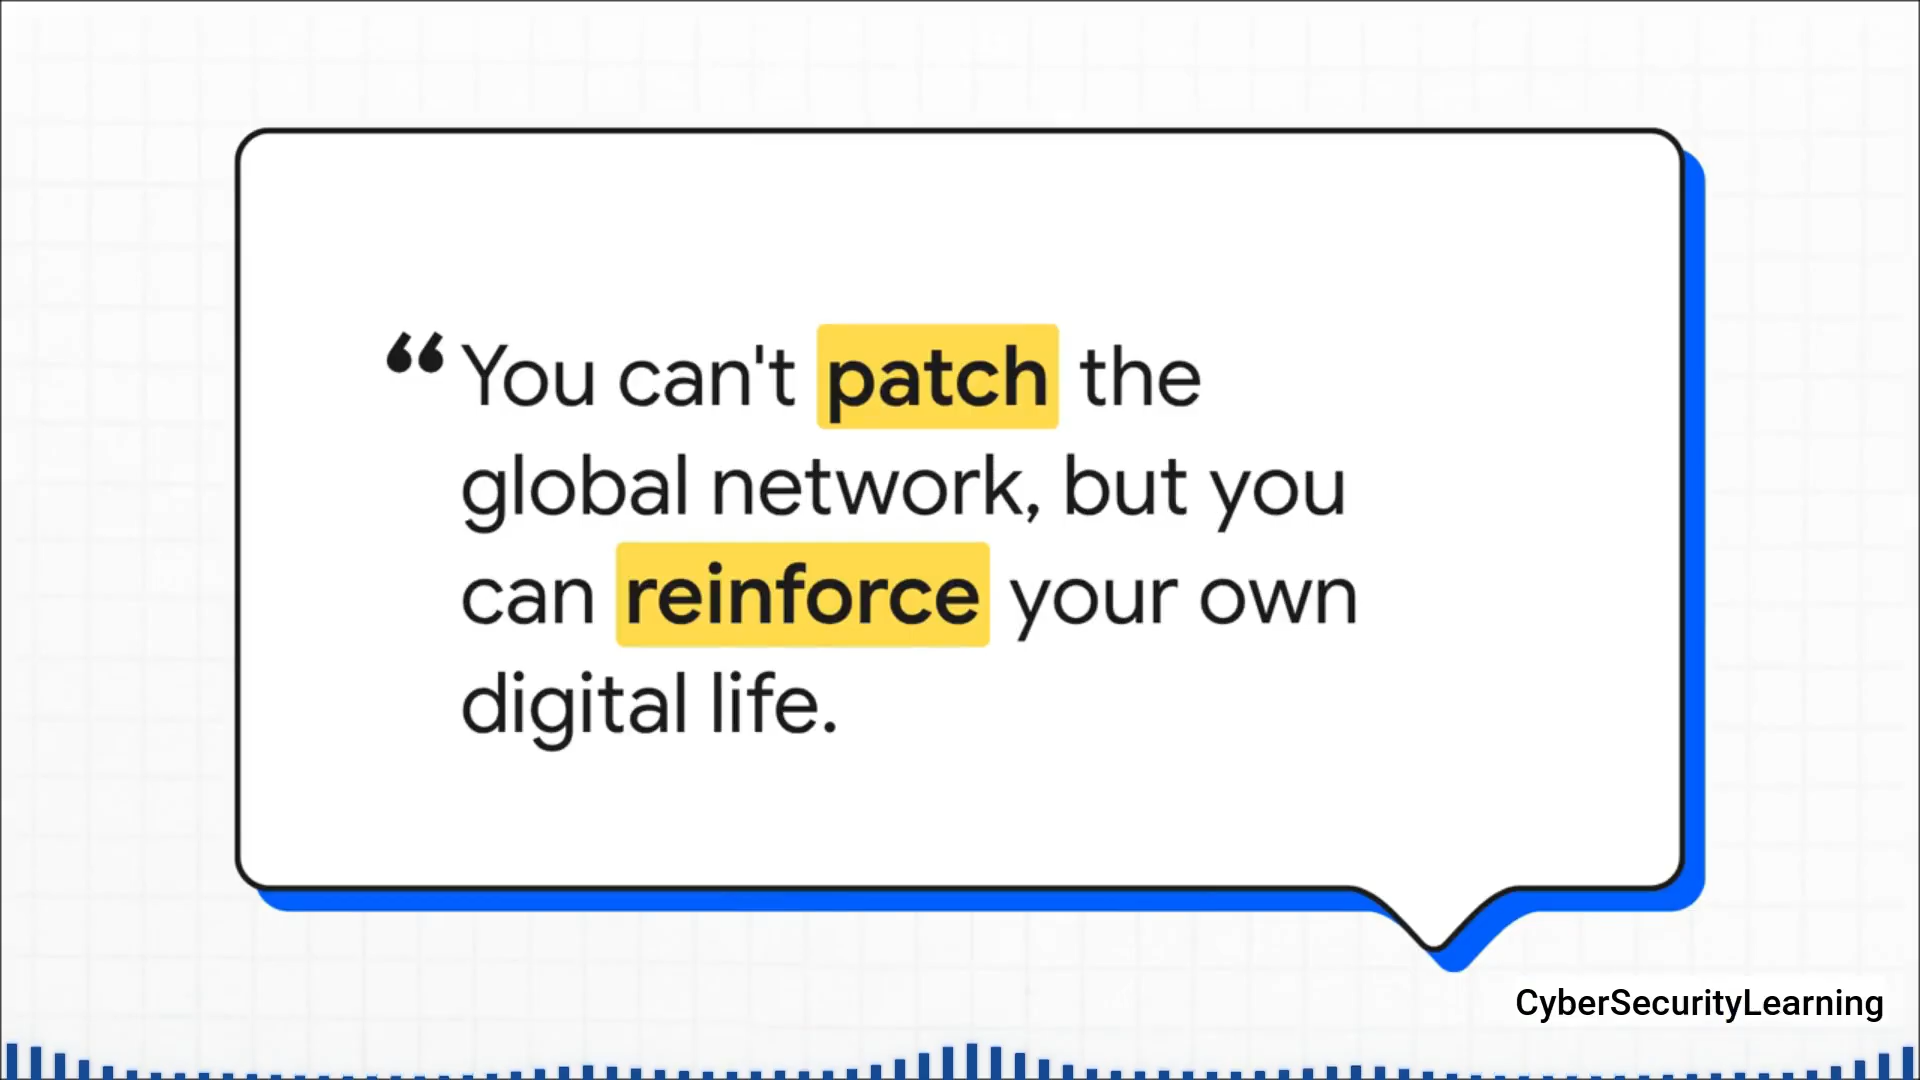 “You can't patch the
global network, but you
can reinforce your own
digital life.
CyberSecurityLearning